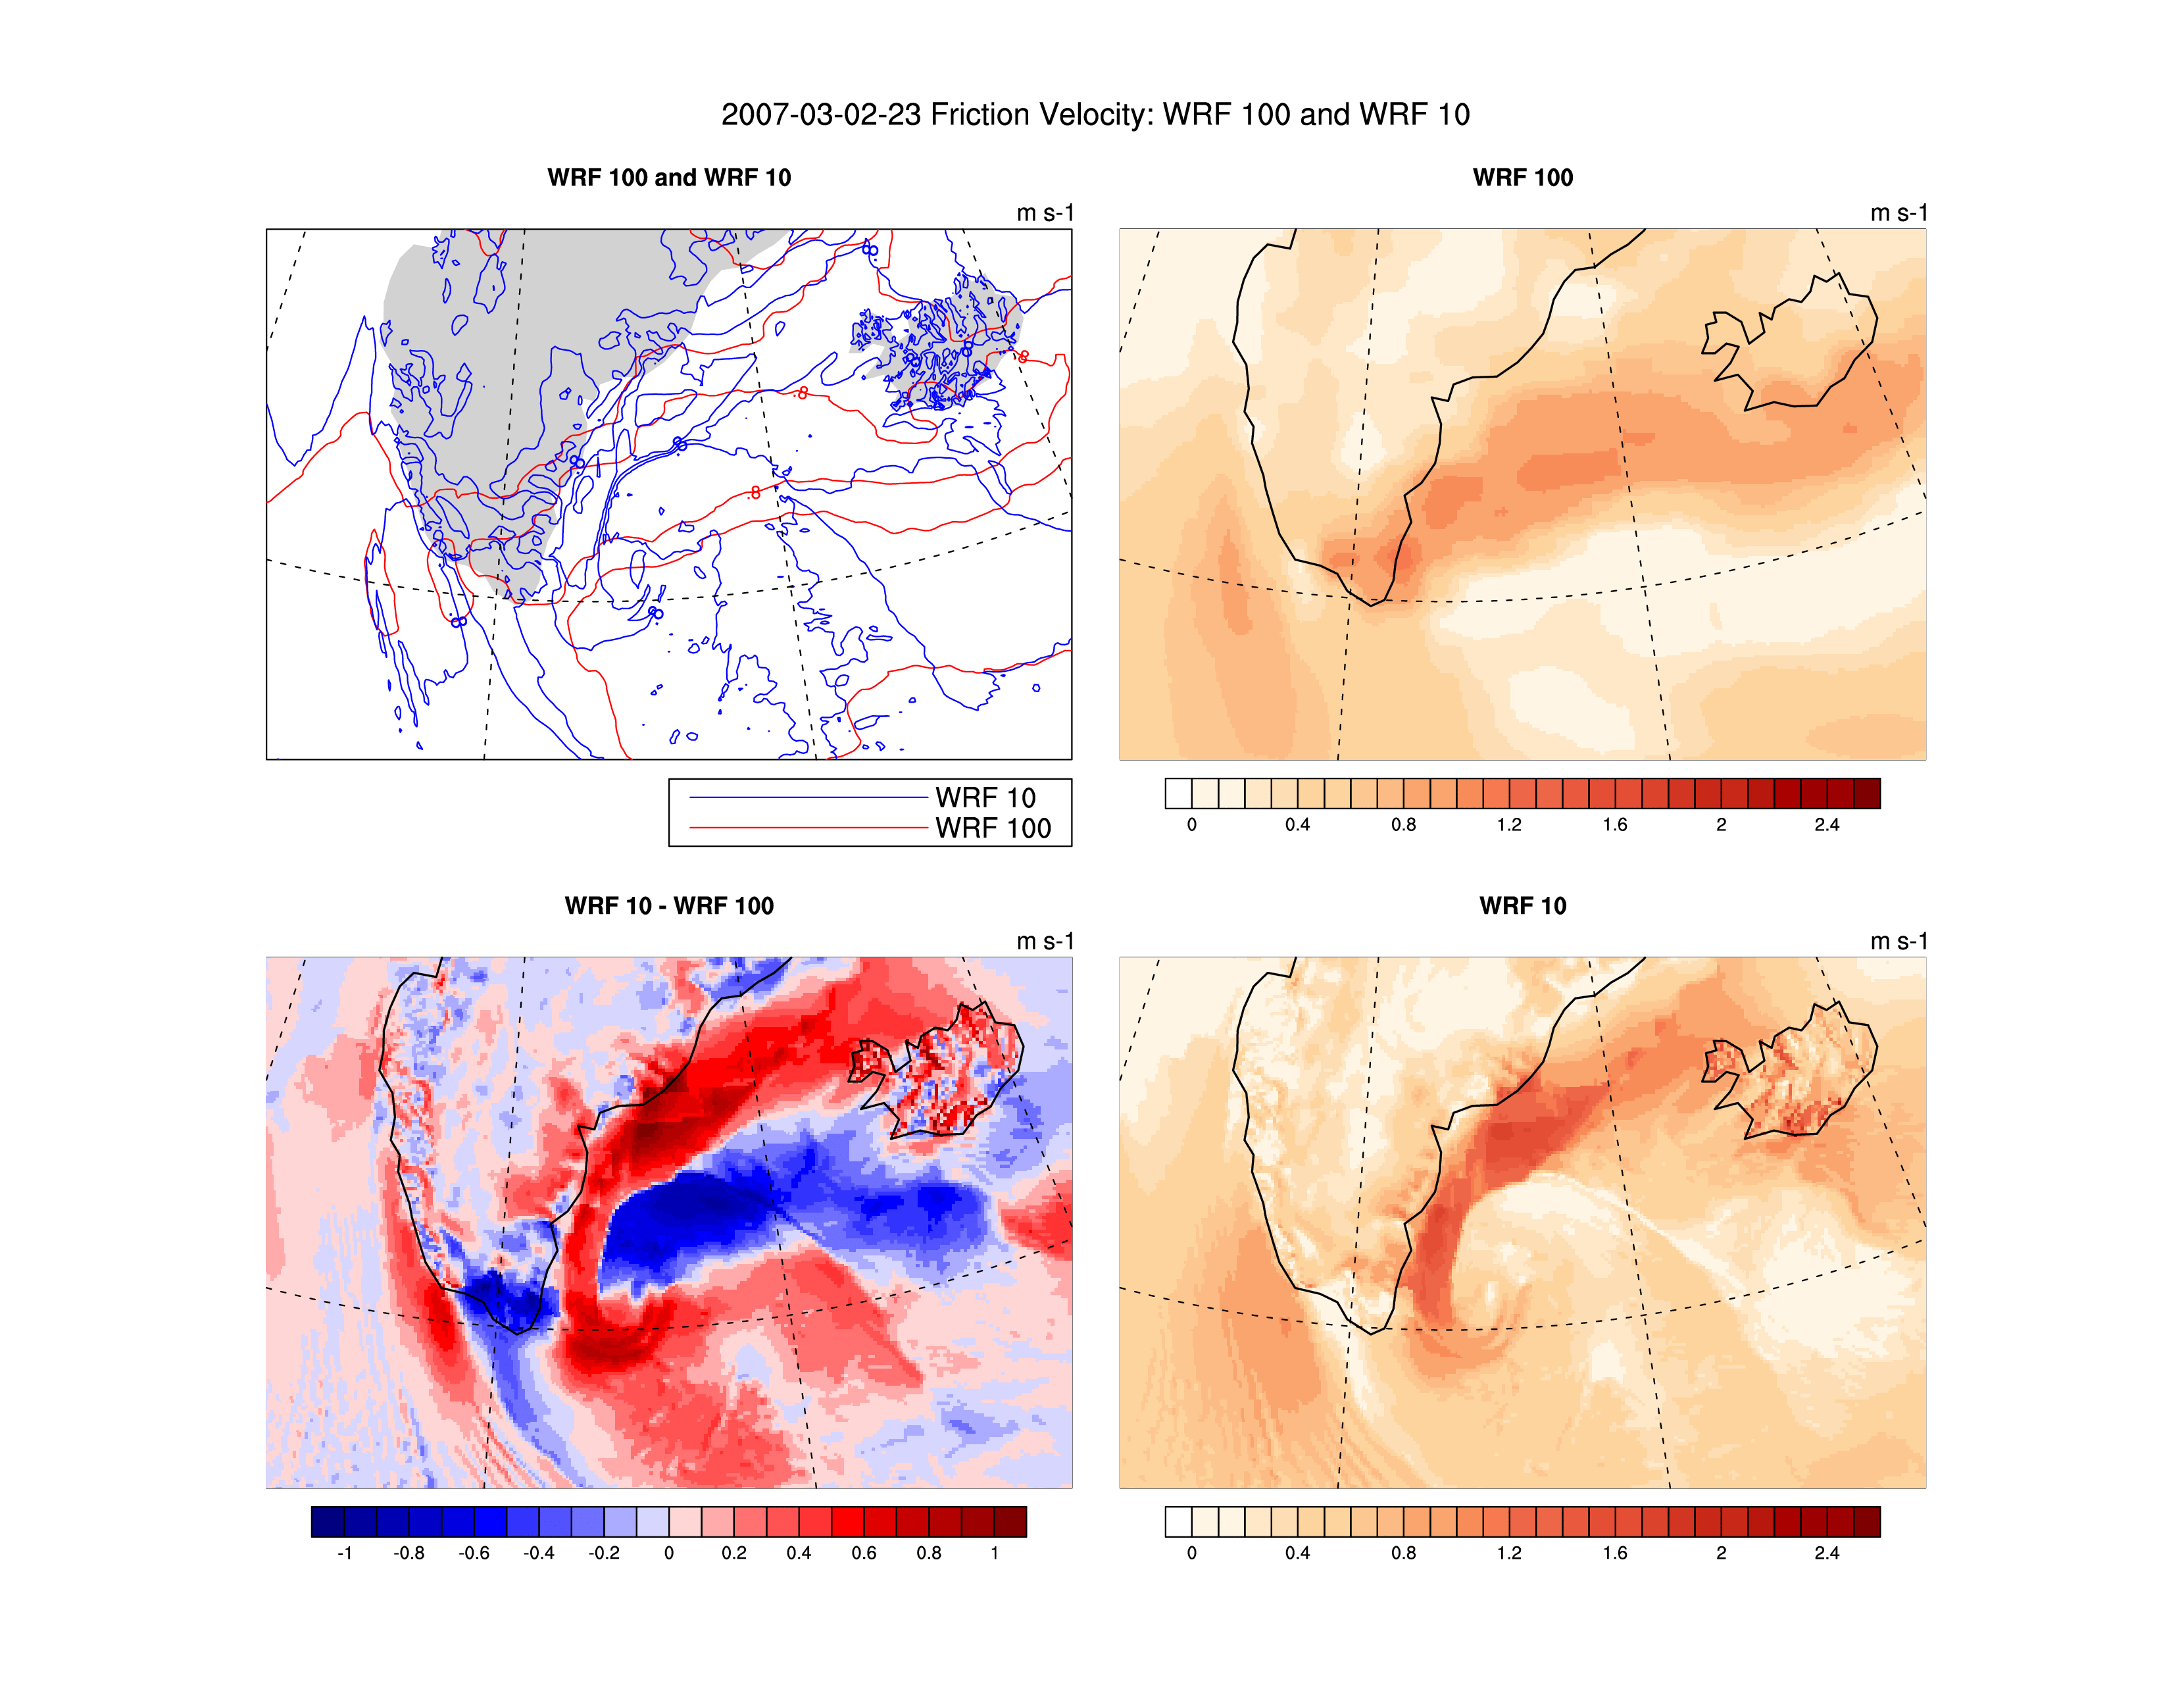 2007-03-02-23 Friction Velocity: WRF 100 and WRF 10
WRF 100 and WRF 10
m s-1
.8
.8
.8
.8
.8
.8
.8
WRF 10
WRF 100
WRF 100
m s-1
0 0.4 0.8 1.2 1.6 2 2.4
WRF 10 - WRF 100
m s-1
-1 -0.8 -0.6 -0.4 -0.2 0 0.2 0.4 0.6 0.8 1
WRF 10
m s-1
0 0.4 0.8 1.2 1.6 2 2.4